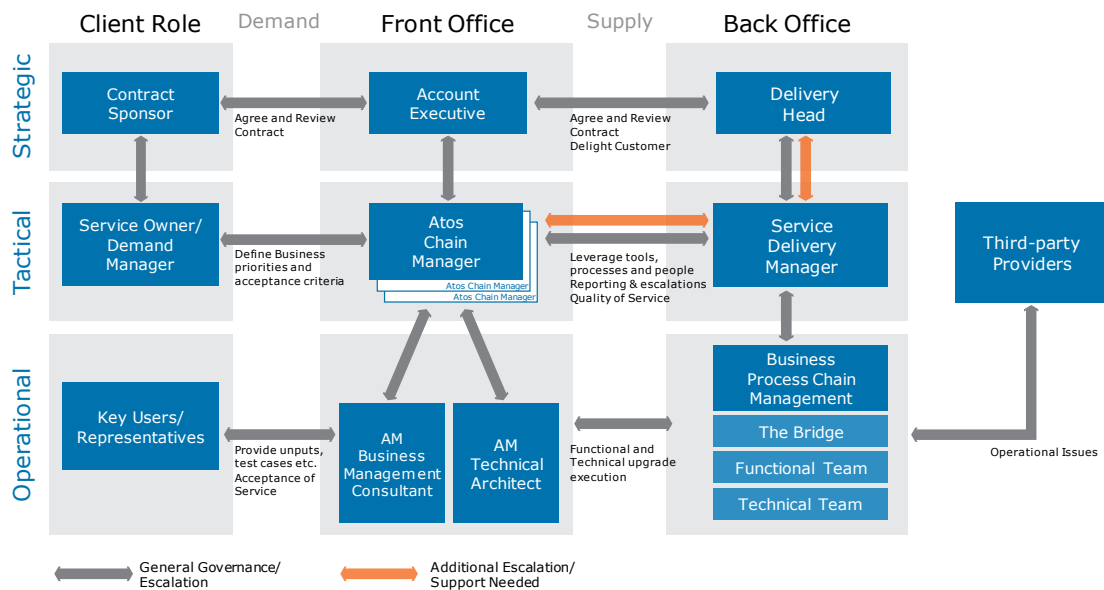 Client Role
Demand
Front Office
Supply
Back Office
Strategic
Contract
Sponsor
Agree and Review
Contract
Account
Executive
Agree and Review
Contract
Delight Customer
Delivery
Head
Tactical
Service Owner/
Demand
Manager
Define Business
priorities and
acceptance criteria
Atos
Chain
Manager
Atos Chain Manager
Atos Chain Manager
Leverage tools,
processes and people
Reporting & escalations
Quality of Service
Service
Delivery
Manager
Third-party
Providers
Operational
Key Users/
Representatives
Provide unputs,
test cases etc.
Acceptance of
Service
AM
Business
Management
Consultant
AM
Technical
Architect
Functional and
Technical upgrade
execution
Business
Process Chain
Management
The Bridge
Functional Team
Technical Team
Operational Issues
General Governance/
Escalation
Additional Escalation/
Support Needed